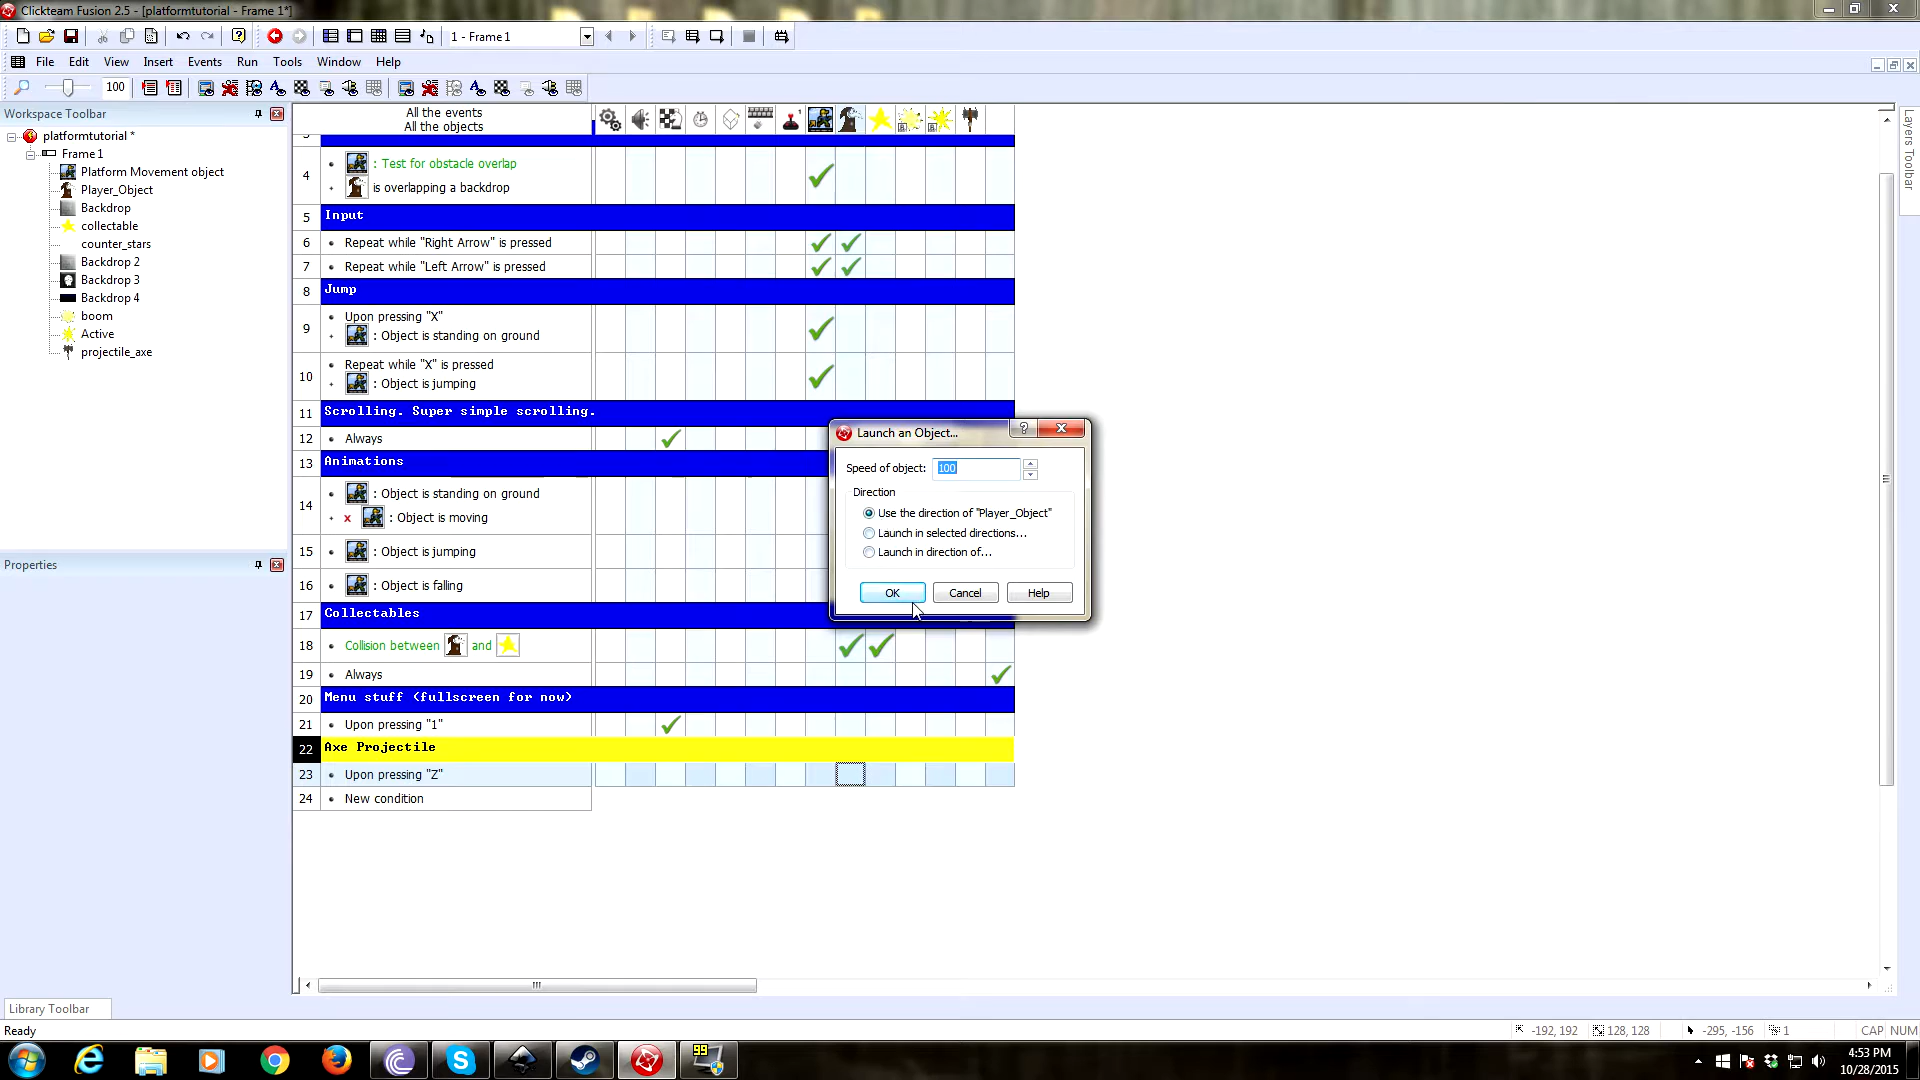 Clickteam Fusion 2.5 - [platformtutorial - Frame 1*]
1 - Frame 1
File Edit View Insert Events Run Tools Window Help
100
Workspace Toolbar
platformtutorial *
Frame 1
Platform Movement object
Player_Object
Backdrop
collectable
counter_stars
Backdrop 2
Backdrop 3
Backdrop 4
boom
Active
projectile_axe
Properties
Library Toolbar
Layers Toolbar
All the events
All the objects
4 : Test for obstacle overlap
is overlapping a backdrop
5 Input
6 Repeat while "Right Arrow" is pressed
7 Repeat while "Left Arrow" is pressed
8 Jump
9 Upon pressing "X"
: Object is standing on ground
10 Repeat while "X" is pressed
: Object is jumping
11 Scrolling. Super simple scrolling.
12 Always
13 Animations
14 : Object is standing on ground
x : Object is moving
15 : Object is jumping
16 : Object is falling
17 Collectables
18 Collision between and
19 Always
20 Menu stuff (fullscreen for now)
21 Upon pressing "1"
22 Axe Projectile
23 Upon pressing "Z"
24 New condition
Launch an Object...
Speed of object: 100
Direction
Use the direction of "Player_Object"
Launch in selected directions...
Launch in direction of...
OK Cancel Help
Ready
-192, 192 128, 128 -295, -156 1 CAP NUM
99
4:53 PM
10/28/2015